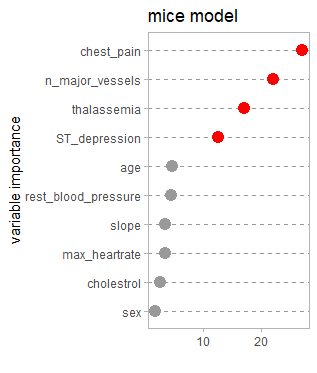 mice model
variable importance
chest_pain
n_major_vessels
thalassemia
ST_depression
age
rest_blood_pressure
slope
max_heartrate
cholestrol
sex
10 20